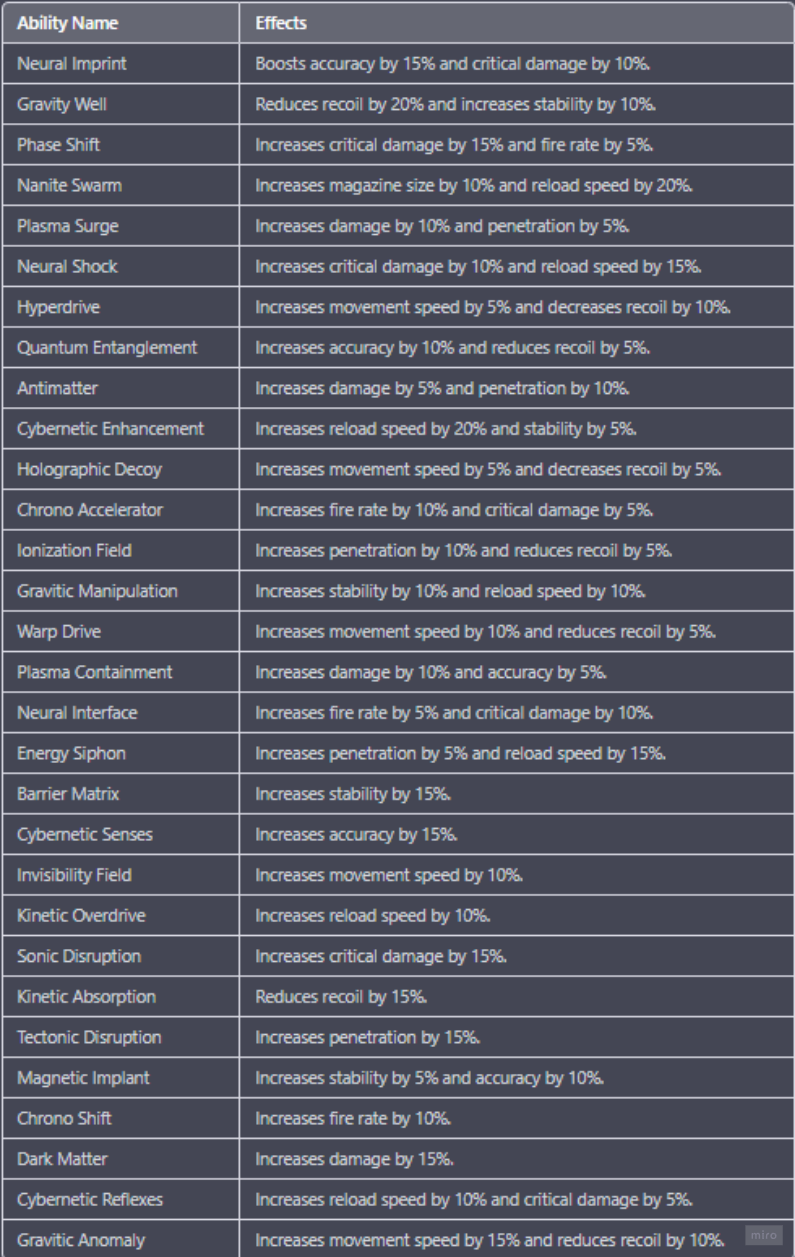 Ability Name Effects
Neural Imprint Boosts accuracy by 15% and critical damage by 10%.
Gravity Well Reduces recoil by 20% and increases stability by 10%.
Phase Shift Increases critical damage by 15% and fire rate by 5%.
Nanite Swarm Increases magazine size by 10% and reload speed by 20%.
Plasma Surge Increases damage by 10% and penetration by 5%.
Neural Shock Increases critical damage by 10% and reload speed by 15%.
Hyperdrive Increases movement speed by 5% and decreases recoil by 10%.
Quantum Entanglement Increases accuracy by 10% and reduces recoil by 5%.
Antimatter Increases damage by 5% and penetration by 10%.
Cybernetic Enhancement Increases reload speed by 20% and stability by 5%.
Holographic Decoy Increases movement speed by 5% and decreases recoil by 5%.
Chrono Accelerator Increases fire rate by 10% and critical damage by 5%.
Ionization Field Increases penetration by 10% and reduces recoil by 5%.
Gravitic Manipulation Increases stability by 10% and reload speed by 10%.
Warp Drive Increases movement speed by 10% and reduces recoil by 5%.
Plasma Containment Increases damage by 10% and accuracy by 5%.
Neural Interface Increases fire rate by 5% and critical damage by 10%.
Energy Siphon Increases penetration by 5% and reload speed by 15%.
Barrier Matrix Increases stability by 15%.
Cybernetic Senses Increases accuracy by 15%.
Invisibility Field Increases movement speed by 10%.
Kinetic Overdrive Increases reload speed by 10%.
Sonic Disruption Increases critical damage by 15%.
Kinetic Absorption Reduces recoil by 15%.
Tectonic Disruption Increases penetration by 15%.
Magnetic Implant Increases stability by 5% and accuracy by 10%.
Chrono Shift Increases fire rate by 10%.
Dark Matter Increases damage by 15%.
Cybernetic Reflexes Increases reload speed by 10% and critical damage by 5%.
Gravitic Anomaly Increases movement speed by 15% and reduces recoil by 10%.
miro